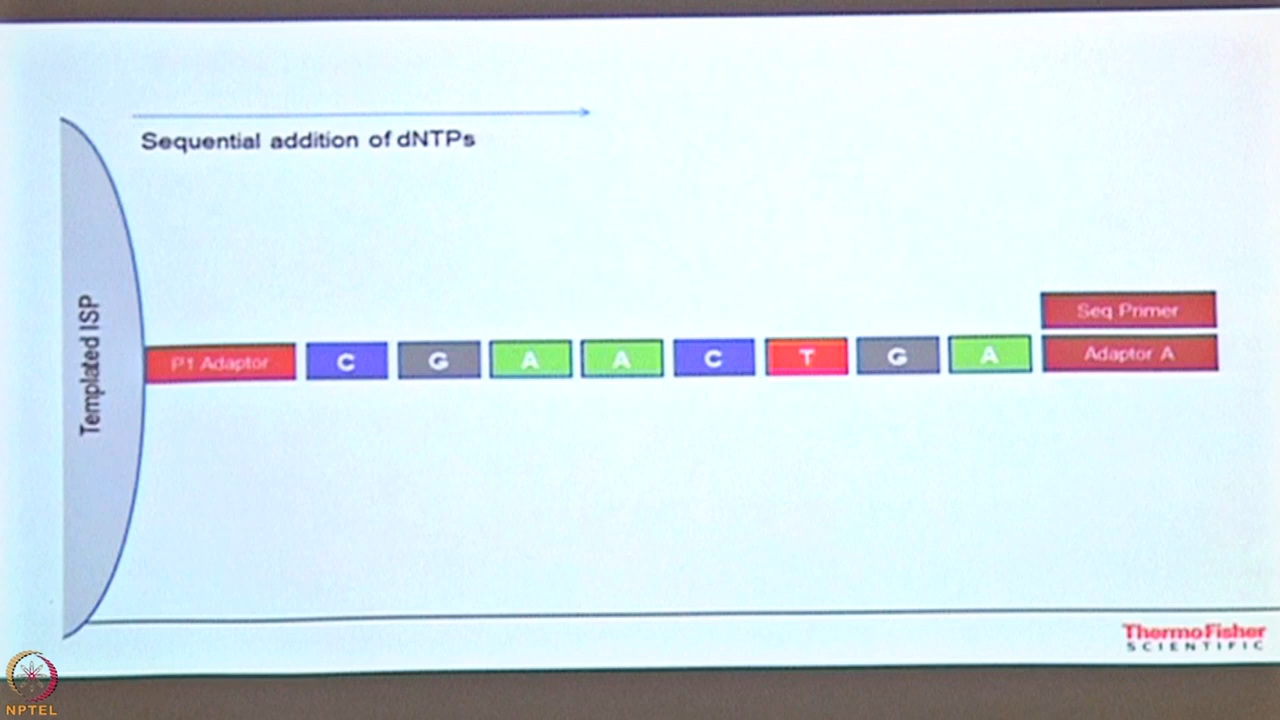 Sequential addition of dNTPs
Templated ISP
Seq Primer
P1 Adaptor C G A A C T G A Adaptor A
ThermoFisher
SCIENTIFIC
NPTEL